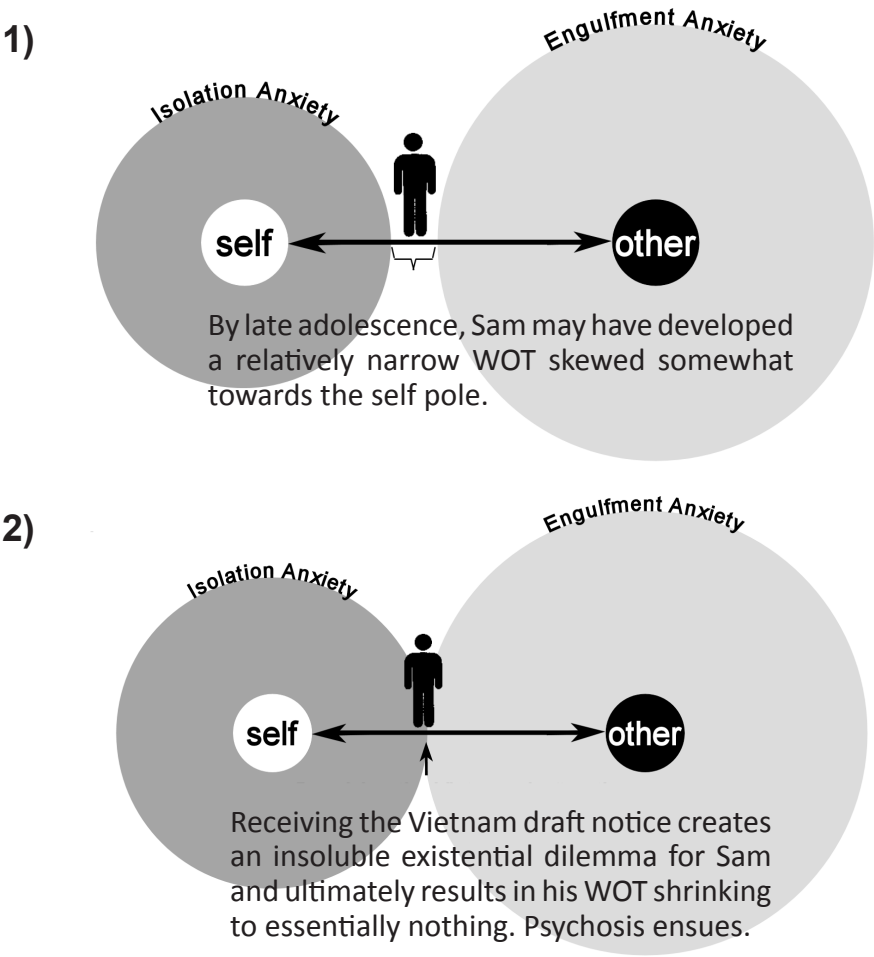 1)
Engulfment Anxiety
Isolation Anxiety
self
other
By late adolescence, Sam may have developed
a relatively narrow WOT skewed somewhat
towards the self pole.
2)
Engulfment Anxiety
Isolation Anxiety
self
other
Receiving the Vietnam draft notice creates
an insoluble existential dilemma for Sam
and ultimately results in his WOT shrinking
to essentially nothing. Psychosis ensues.